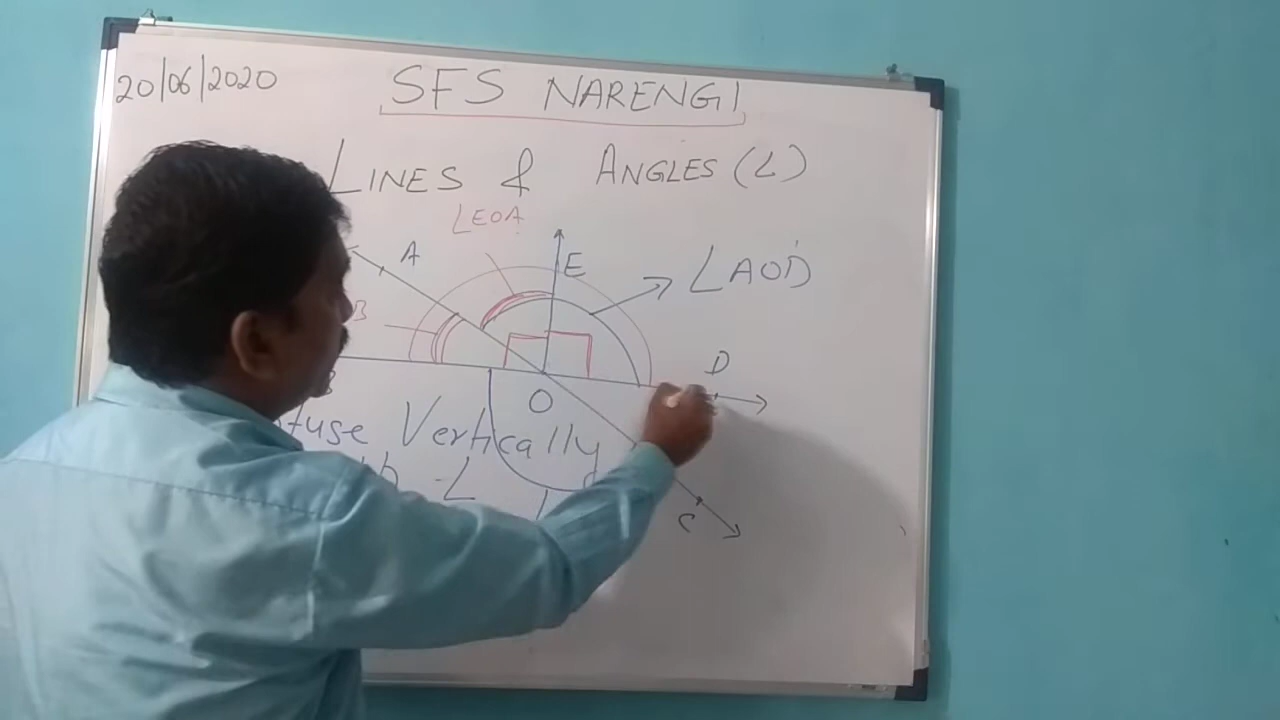 20/06/2020
SFS NARENGI
LINES & ANGLES (∠)
∠EOA
A
E
∠AOD
B
D
O
Vertically
∠
C